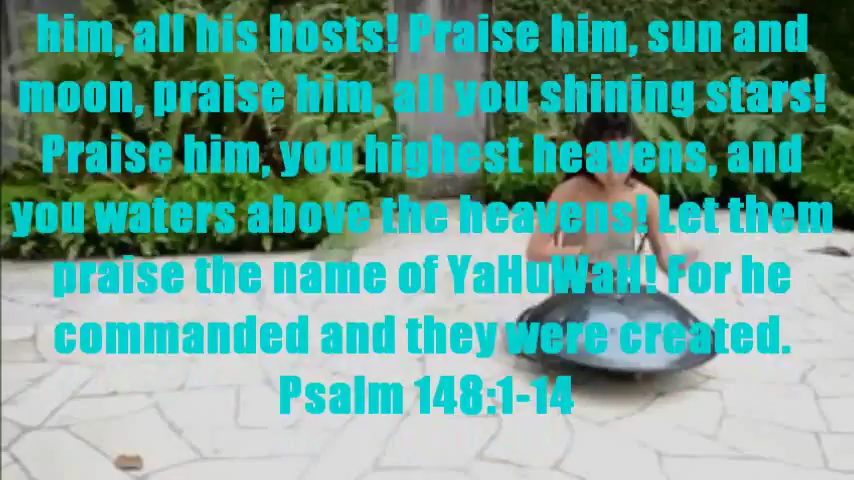 him, all his hosts! Praise him, sun and
moon, praise him, all you shining stars!
Praise him, you highest heavens, and
you waters above the heavens! Let them
praise the name of YaHuWaH! For he
commanded and they were created.
Psalm 148:1-14